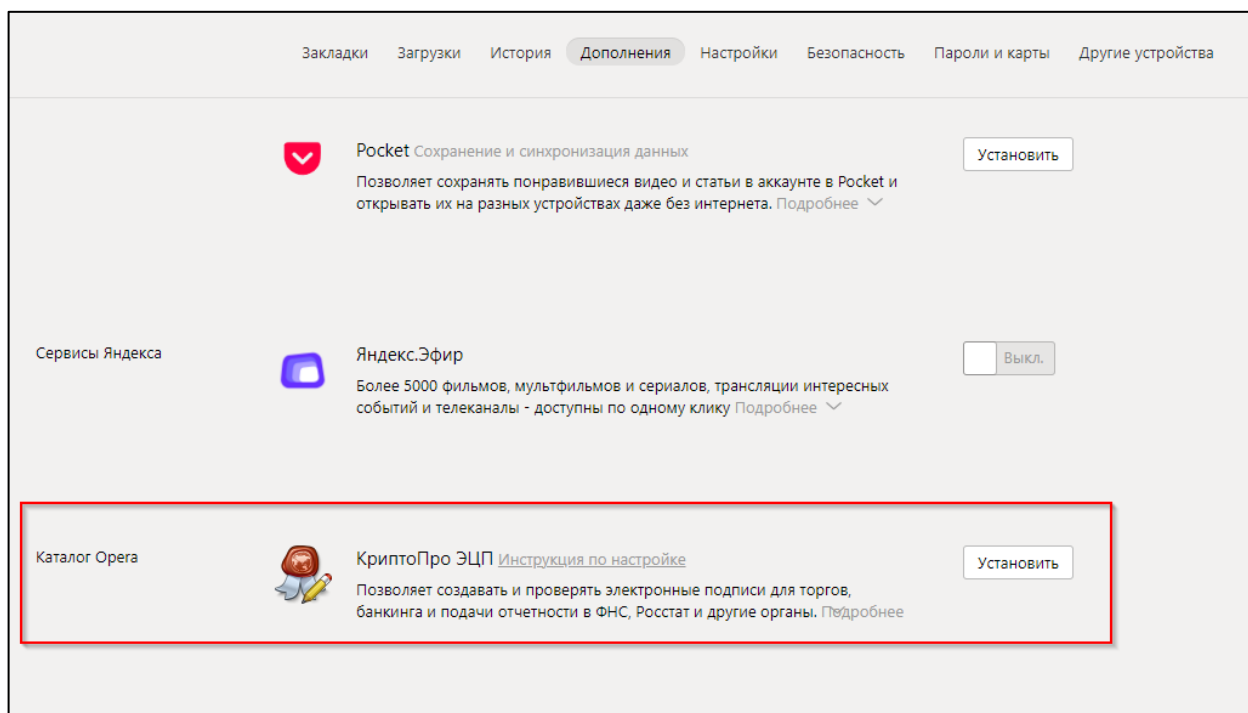 Закладки Загрузки История Дополнения Настройки Безопасность Пароли и карты Другие устройства
Pocket Сохранение и синхронизация данных
Установить
Позволяет сохранять понравившиеся видео и статьи в аккаунте в Pocket и
открывать их на разных устройствах даже без интернета. Подробнее
Сервисы Яндекса
Яндекс.Эфир
Выкл.
Более 5000 фильмов, мультфильмов и сериалов, трансляции интересных
событий и телеканалы - доступны по одному клику Подробнее
Каталог Opera
КриптоПро ЭЦП Инструкция по настройке
Установить
Позволяет создавать и проверять электронные подписи для торгов,
банкинга и подачи отчетности в ФНС, Росстат и другие органы. Подробнее